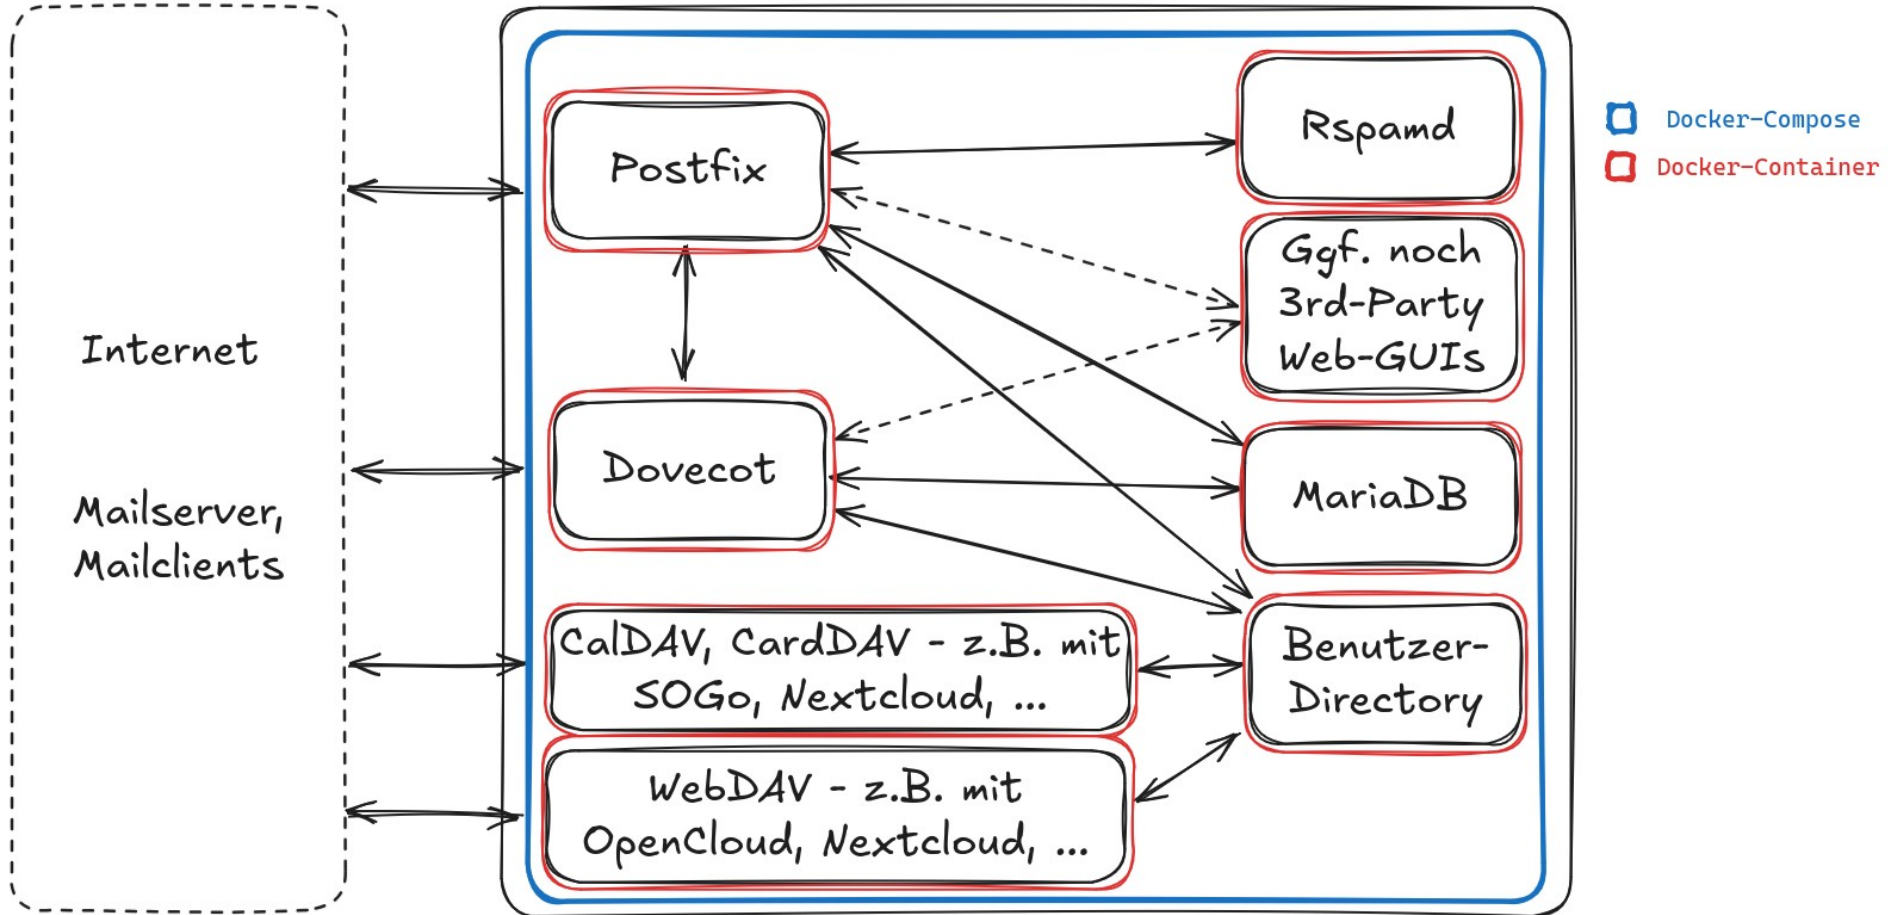 Internet
Mailserver,
Mailclients
Postfix
Dovecot
CalDAV, CardDAV - z.B. mit
SOGo, Nextcloud, ...
WebDAV - z.B. mit
OpenCloud, Nextcloud, ...
Rspamd
Ggf. noch
3rd-Party
Web-GUIs
MariaDB
Benutzer-
Directory
Docker-Compose
Docker-Container